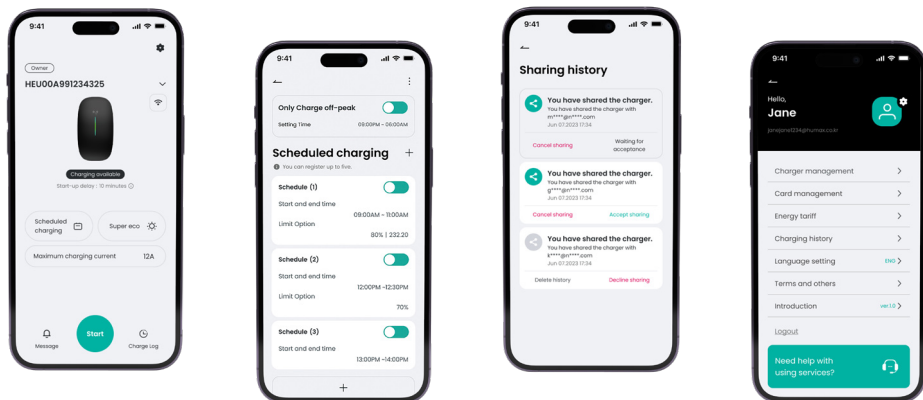 9:41
Owner
HEU00A991234325
Charging available
Start-up delay : 10 minutes
Scheduled
charging
Super eco
Maximum charging current 12A
Message
Start
Charge Log
9:41
Only Charge off-peak
Setting Time 09:00PM ~ 06:00AM
Scheduled charging +
You can register up to five.
Schedule (1)
Start and end time
09:00AM ~ 11:00AM
Limit Option
80% | 232.20
Schedule (2)
Start and end time
12:00PM ~12:30PM
Limit Option
70%
Schedule (3)
Start and end time
13:00PM ~14:00PM
+
9:41
Sharing history
You have shared the charger.
You have shared the charger with
m****@n****.com
Jun 07.2023 17:34
Cancel sharing
Waiting for
acceptance
You have shared the charger.
You have shared the charger with
g****@n****.com
Jun 07.2023 17:34
Cancel sharing
Accept sharing
You have shared the charger.
You have shared the charger with
k****@n****.com
Jun 07.2023 17:34
Delete history
Decline sharing
9:41
Hello,
Jane
janejane1234@humax.co.kr
Charger management
Card management
Energy tariff
Charging history
Language setting ENG
Terms and others
Introduction ver 1.0
Logout
Need help with
using services?